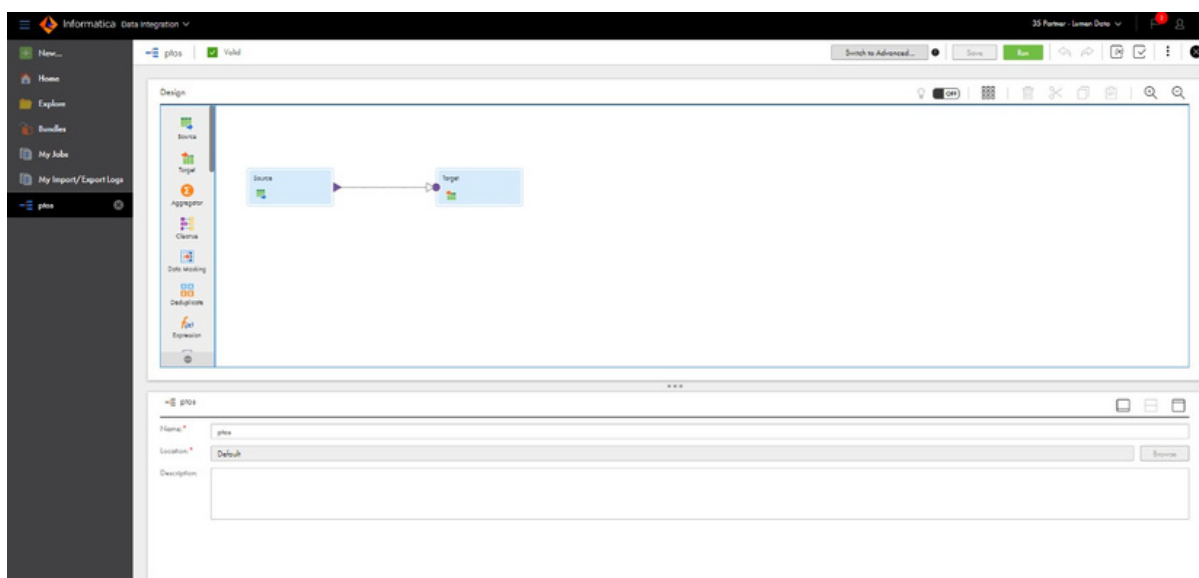 Informatica Data Integration
35 Partner - Lumen Data
New...
Home
Explore
Bundles
My Jobs
My Import/Export Logs
ptos
ptos
Valid
Switch to Advanced...
Save
Run
Design
OFF
Source
Target
Aggregator
Cleanse
Data Masking
Deduplicate
Expression
Source
Target
ptos
Name:*
ptos
Location:*
Default
Browse
Description: